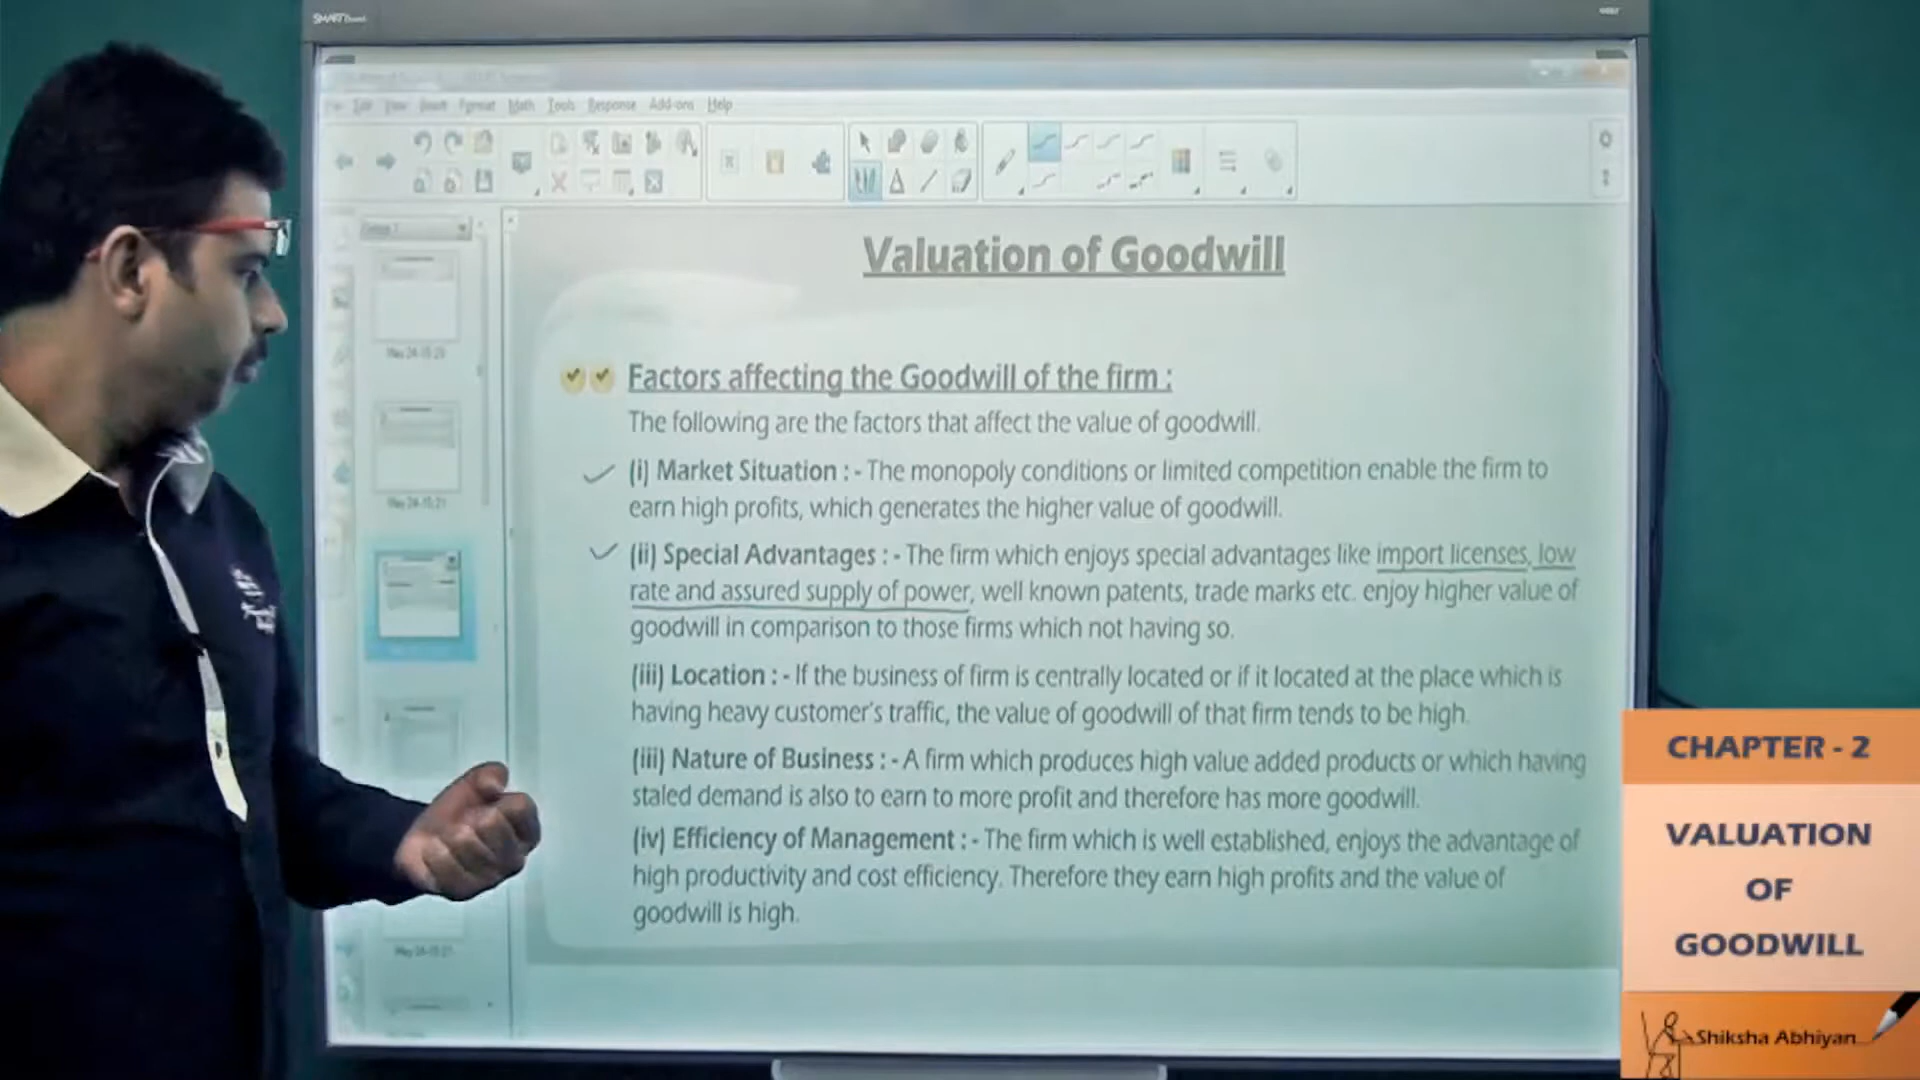 SMART Board
Edit View Insert Format Math Tools Response Add-ons Help
Valuation of Goodwill
Factors affecting the Goodwill of the firm :
The following are the factors that affect the value of goodwill.
(i) Market Situation : - The monopoly conditions or limited competition enable the firm to
earn high profits, which generates the higher value of goodwill.
(ii) Special Advantages : - The firm which enjoys special advantages like import licenses, low
rate and assured supply of power, well known patents, trade marks etc. enjoy higher value of
goodwill in comparison to those firms which not having so.
(iii) Location : - If the business of firm is centrally located or if it located at the place which is
having heavy customer's traffic, the value of goodwill of that firm tends to be high.
(iii) Nature of Business : - A firm which produces high value added products or which having
staled demand is also to earn to more profit and therefore has more goodwill.
(iv) Efficiency of Management : - The firm which is well established, enjoys the advantage of
high productivity and cost efficiency. Therefore they earn high profits and the value of
goodwill is high.
CHAPTER - 2
VALUATION
OF
GOODWILL
Shiksha Abhiyan